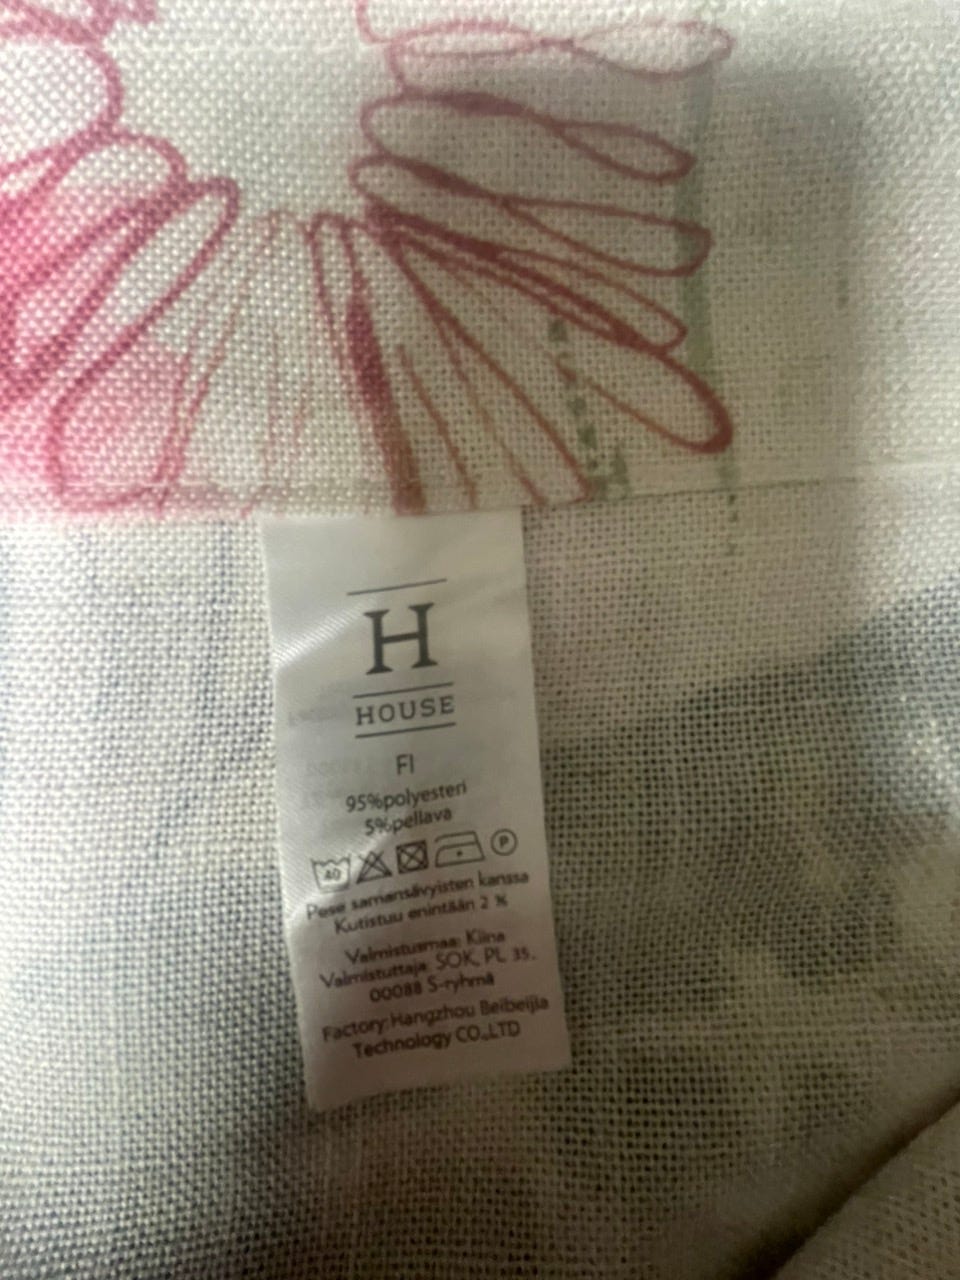 H
HOUSE
FI
95%polyesteri
5%pellava
40 P
Pese samansävyisten kanssa
Kutistuu enintään 2 %
Valmistusmaa: Kiina
Valmistuttaja: SOK, PL 35,
00088 S-ryhmä
Factory:Hangzhou Beibeijia
Technology CO.,LTD